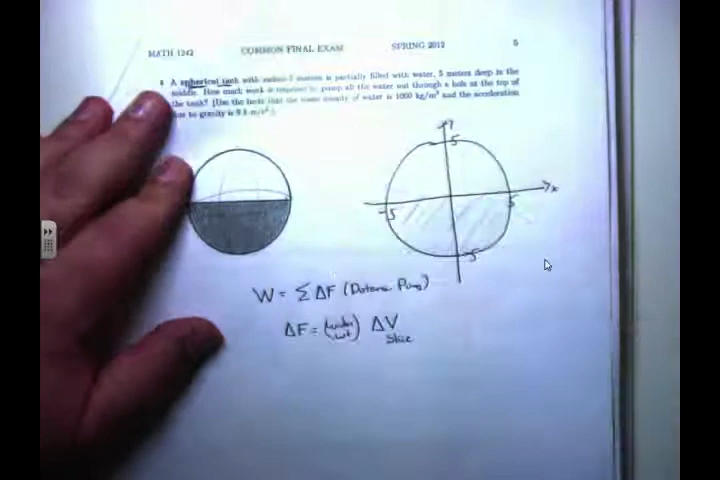 MATH 1242 COMMON FINAL EXAM SPRING 2012 5
4 A spherical tank with radius 5 meters is partially filled with water, 5 meters deep in the
middle. How much work is required to pump all the water out through a hole at the top of
the tank? [Use the facts that the mass density of water is 1000 kg/m³ and the acceleration
due to gravity is 9.8 m/s².]
y
5
x
-5 5
-5
W = Σ ΔF (Distance Pump)
ΔF = (water wt) ΔV
Slice